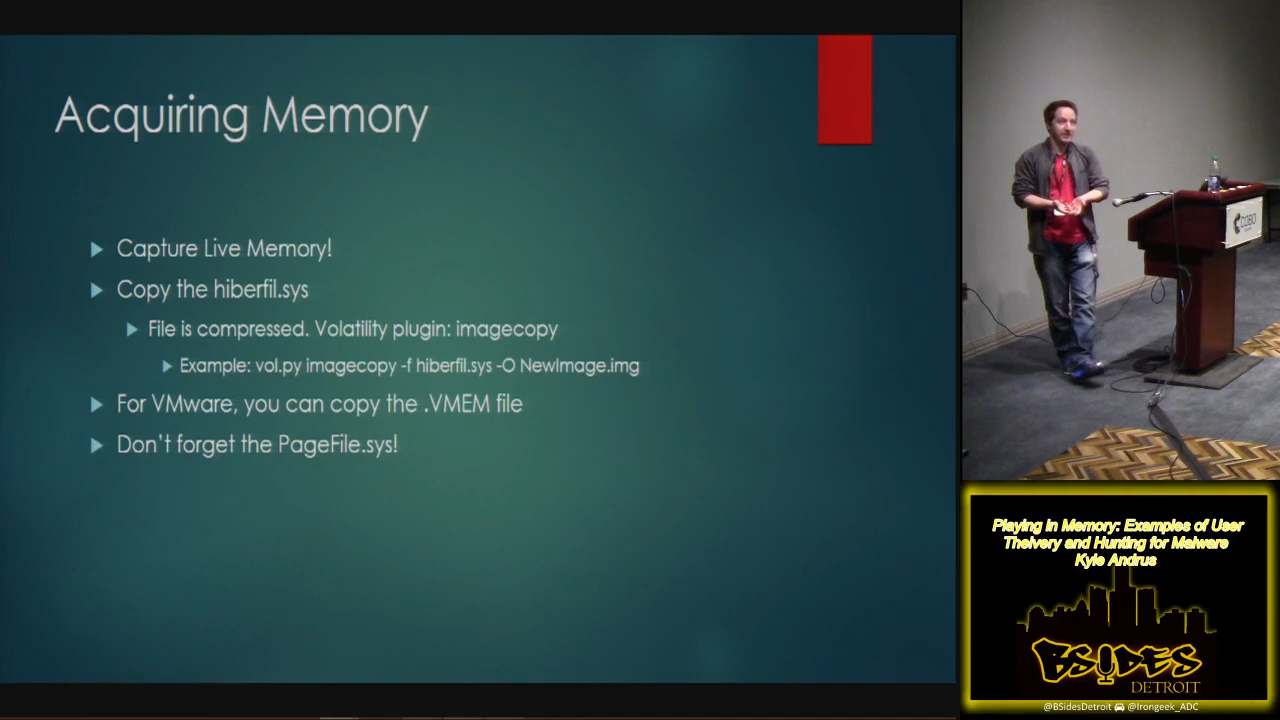 Acquiring Memory
Capture Live Memory!
Copy the hiberfil.sys
File is compressed. Volatility plugin: imagecopy
Example: vol.py imagecopy -f hiberfil.sys -O NewImage.img
For VMware, you can copy the .VMEM file
Don't forget the PageFile.sys!
COBO
Playing in Memory: Examples of User
Theivery and Hunting for Malware
Kyle Andrus
BSIDES
DETROIT
@BSidesDetroit @Irongeek_ADC